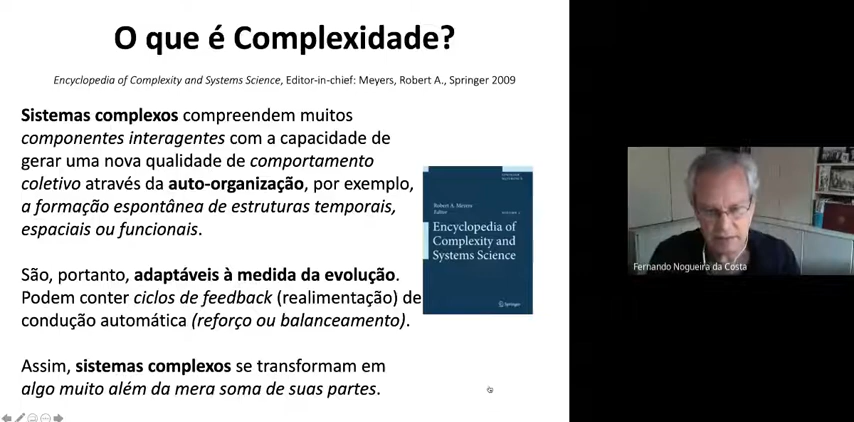 O que é Complexidade?
Encyclopedia of Complexity and Systems Science, Editor-in-chief: Meyers, Robert A., Springer 2009
Sistemas complexos compreendem muitos
componentes interagentes com a capacidade de
gerar uma nova qualidade de comportamento
coletivo através da auto-organização, por exemplo,
a formação espontânea de estruturas temporais,
espaciais ou funcionais.
São, portanto, adaptáveis à medida da evolução.
Podem conter ciclos de feedback (realimentação) de
condução automática (reforço ou balanceamento).
Assim, sistemas complexos se transformam em
algo muito além da mera soma de suas partes.
Robert A. Meyers
Editor
Encyclopedia of
Complexity and
Systems Science
Springer
Fernando Nogueira da Costa